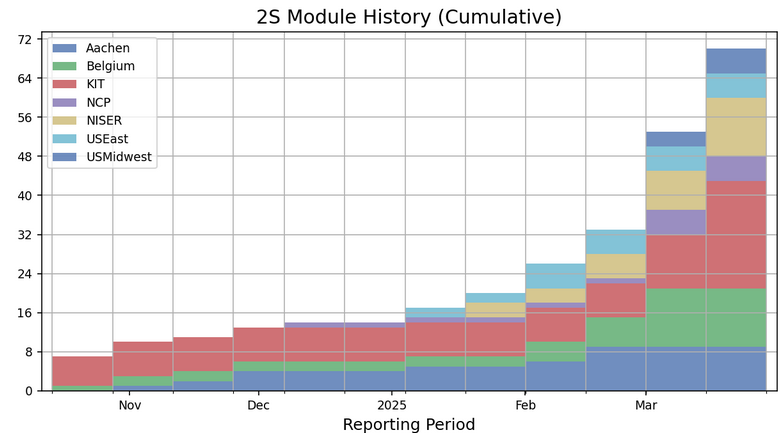 2S Module History (Cumulative)
72
64
56
48
40
32
24
16
8
0
Aachen
Belgium
KIT
NCP
NISER
USEast
USMidwest
Nov
Dec
2025
Feb
Mar
Reporting Period